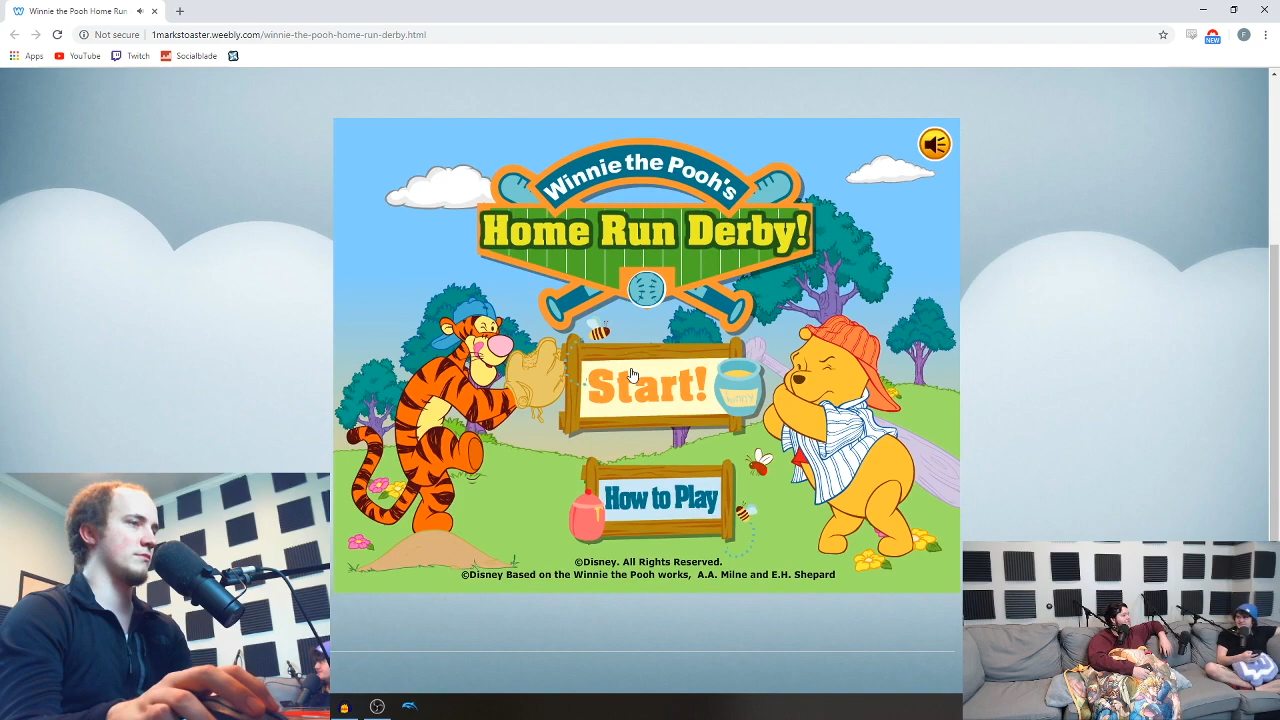 Winnie the Pooh Home Run
Not secure
1markstoaster.weebly.com/winnie-the-pooh-home-run-derby.html
NEW
F
Apps
YouTube
Twitch
Socialblade
Winnie the Pooh's
Home Run Derby!
Start!
How to Play
©Disney. All Rights Reserved.
©Disney Based on the Winnie the Pooh works, A.A. Milne and E.H. Shepard